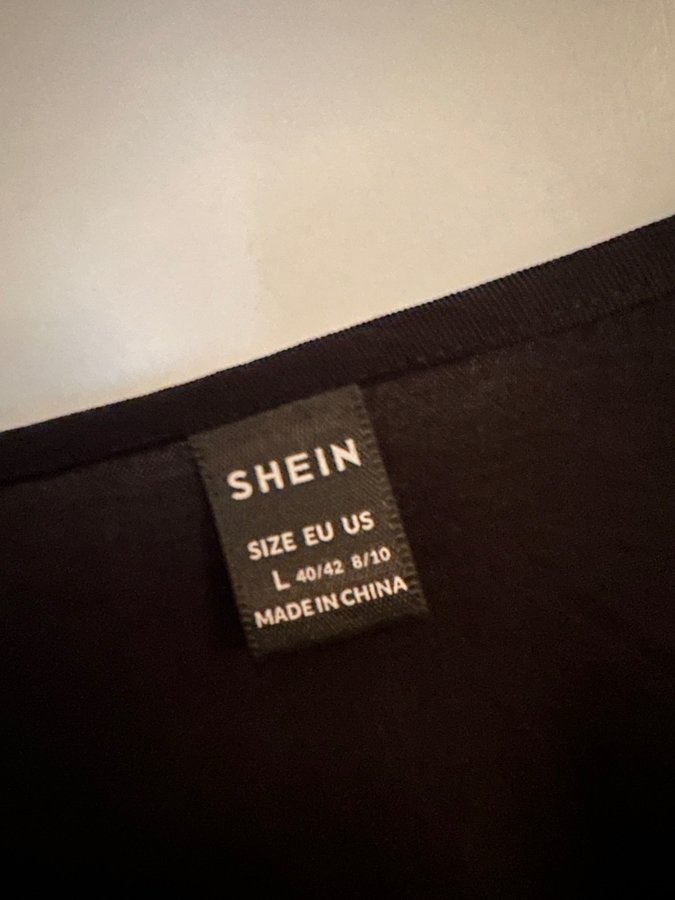 SHEIN
SIZE EU US
L 40/42 8/10
MADE IN CHINA